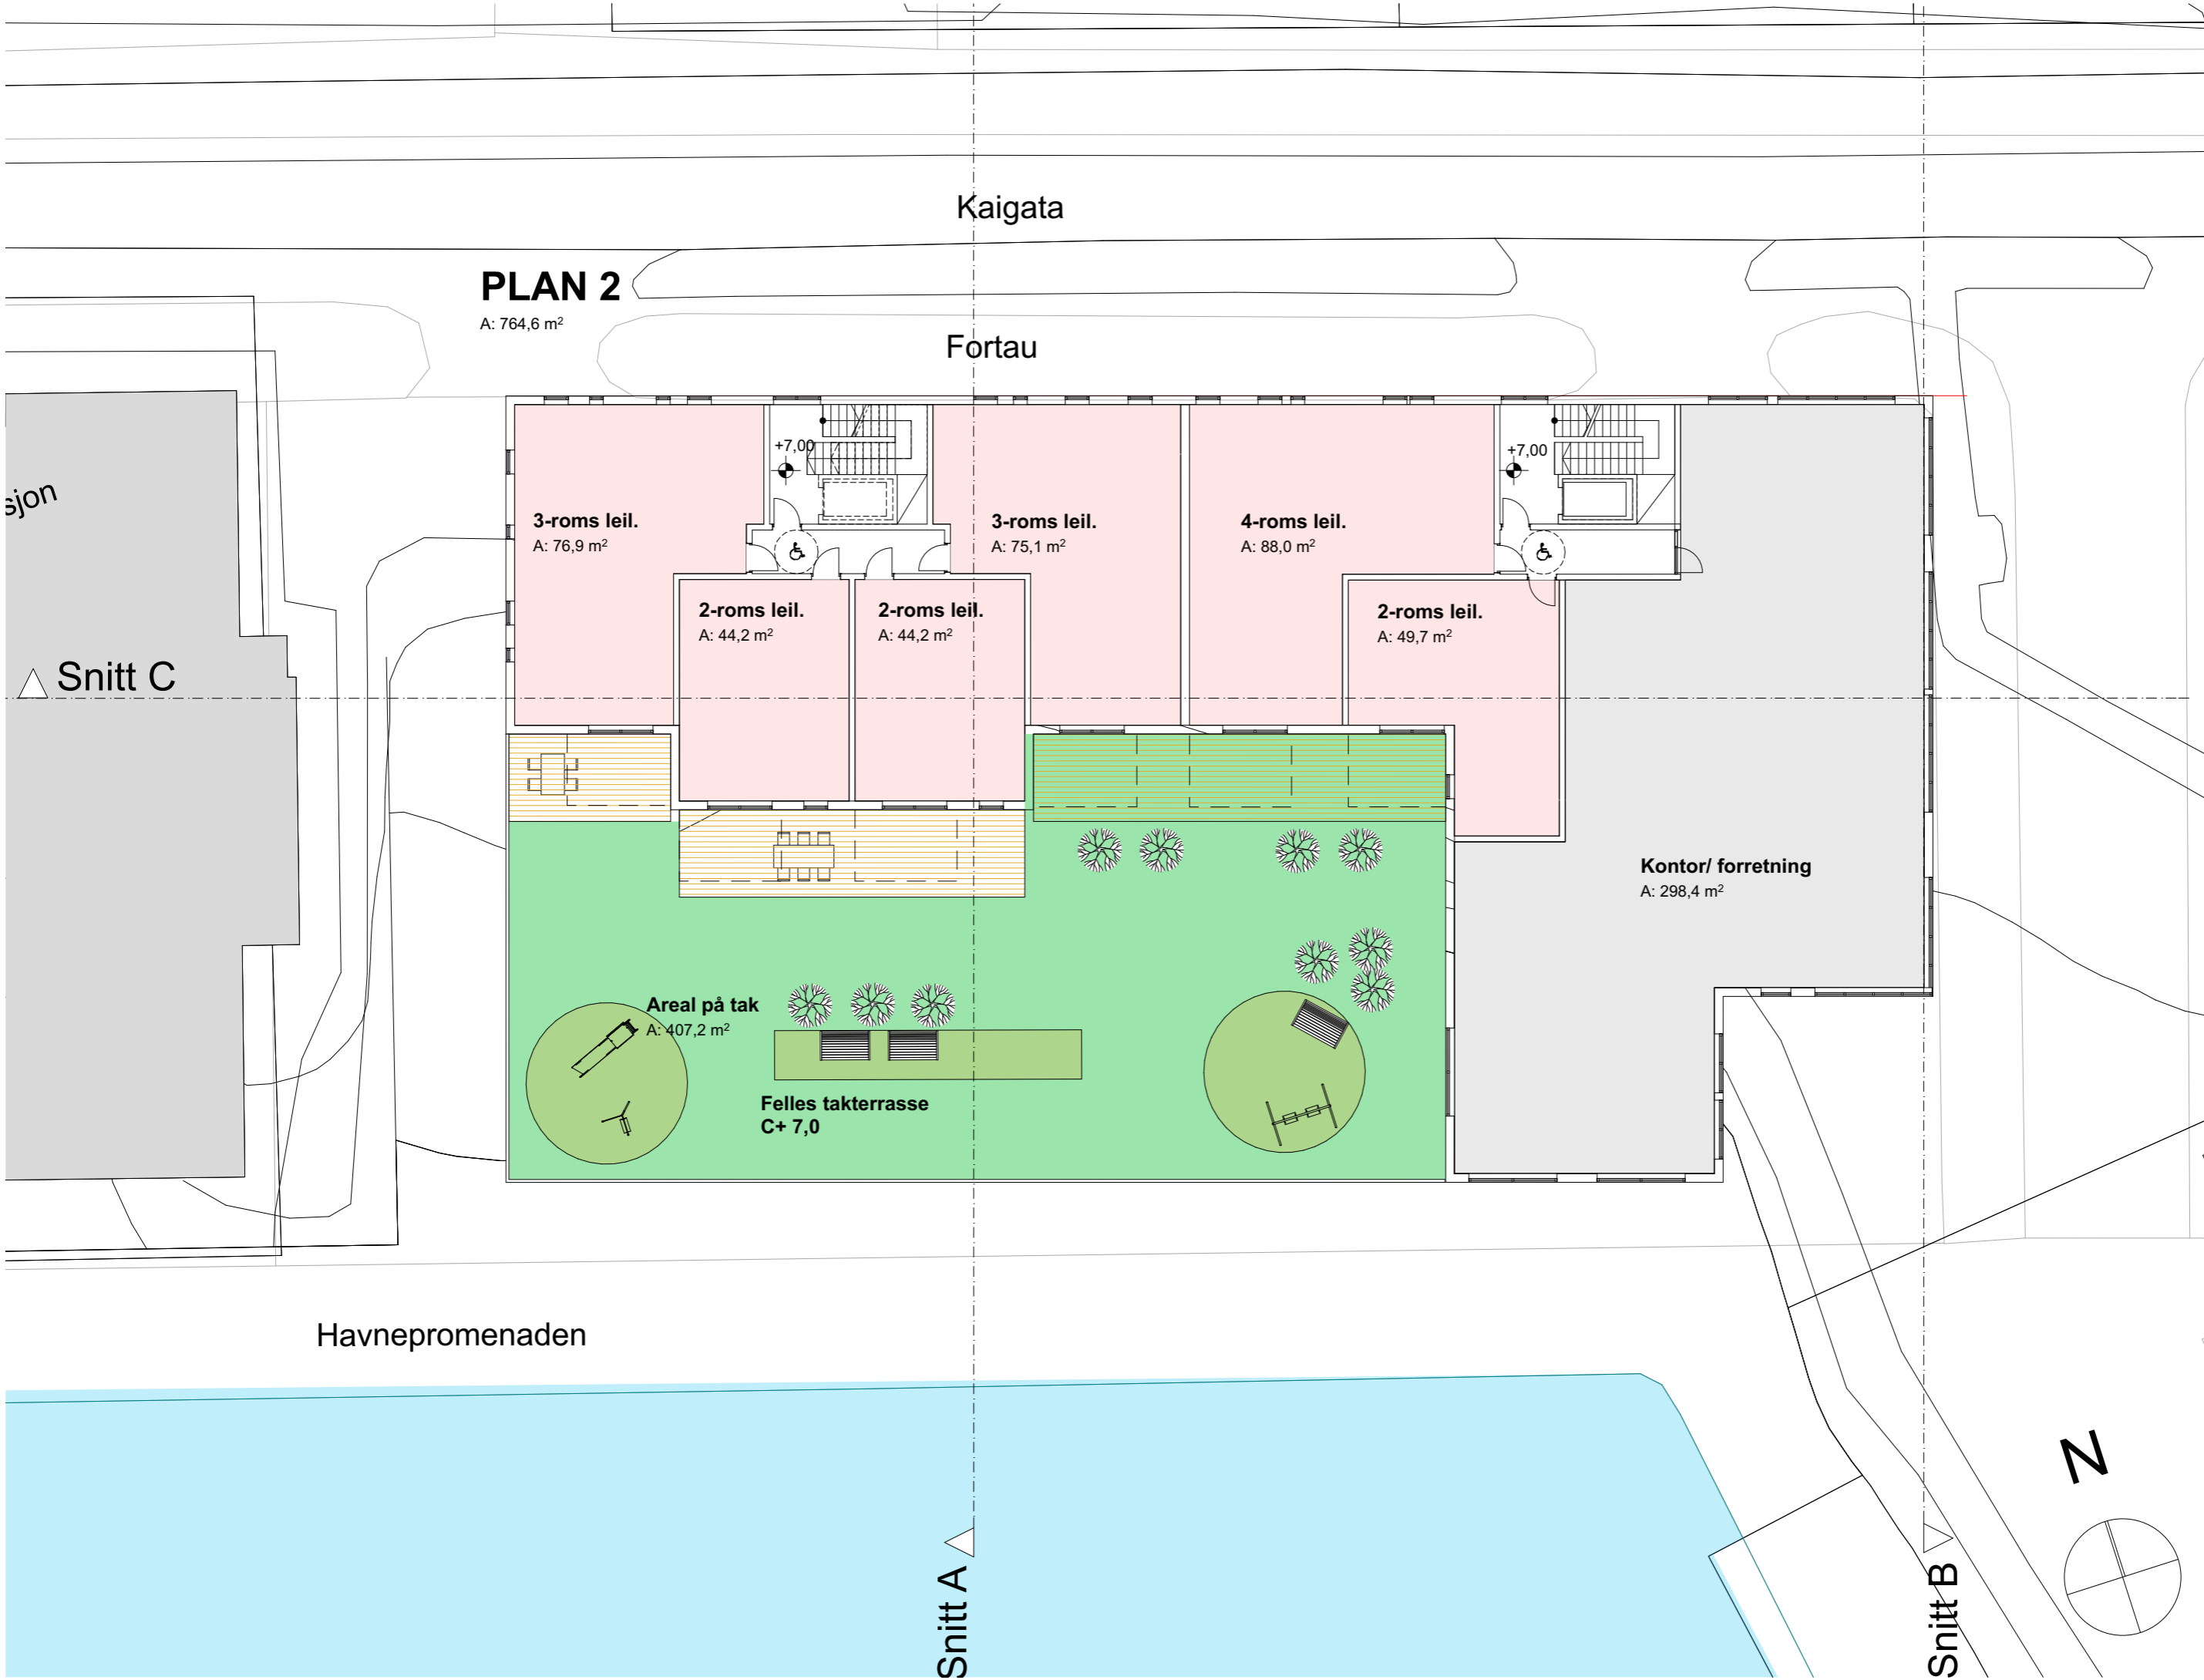 Kaigata
PLAN 2
A: 764,6 m²
Fortau
+7,00
+7,00
sjon
3-roms leil.
A: 76,9 m²
3-roms leil.
A: 75,1 m²
4-roms leil.
A: 88,0 m²
2-roms leil.
A: 44,2 m²
2-roms leil.
A: 44,2 m²
2-roms leil.
A: 49,7 m²
Snitt C
Kontor/ forretning
A: 298,4 m²
Areal på tak
A: 407,2 m²
Felles takterrasse
C+ 7,0
Havnepromenaden
N
Snitt A
Snitt B